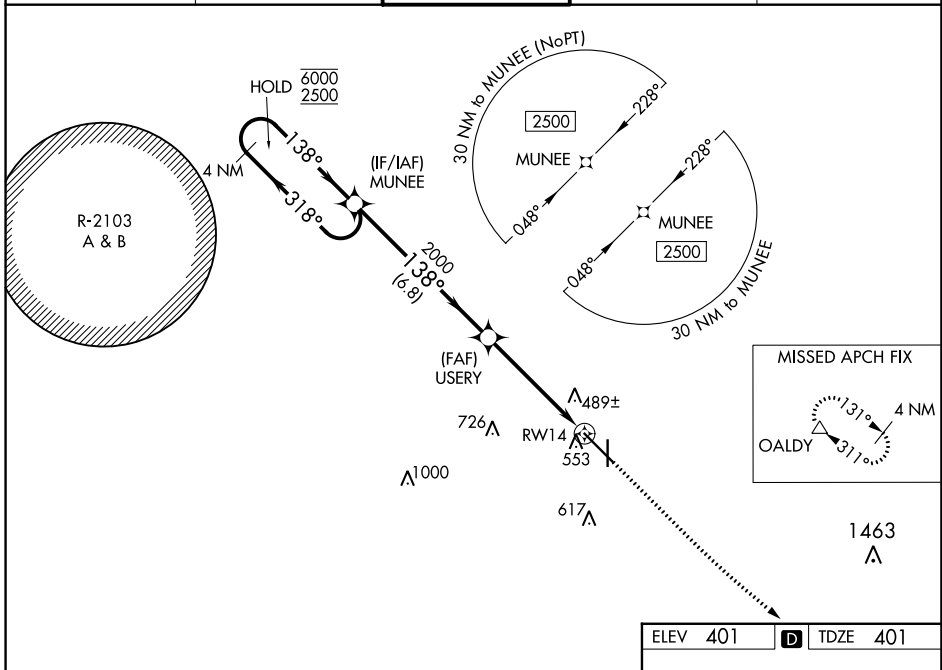 30 NM to MUNEE (NoPT)
2500
228°
MUNEE
048°
HOLD
6000
2500
138°
4 NM
318°
(IF/IAF)
MUNEE
R-2103
A & B
228°
MUNEE
2500
048°
30 NM to MUNEE
2000
138°
(6.8)
(FAF)
USERY
489±
726
RW14
553
1000
617
MISSED APCH FIX
131°
4 NM
OALDY
311°
1463
ELEV 401
D
TDZE 401